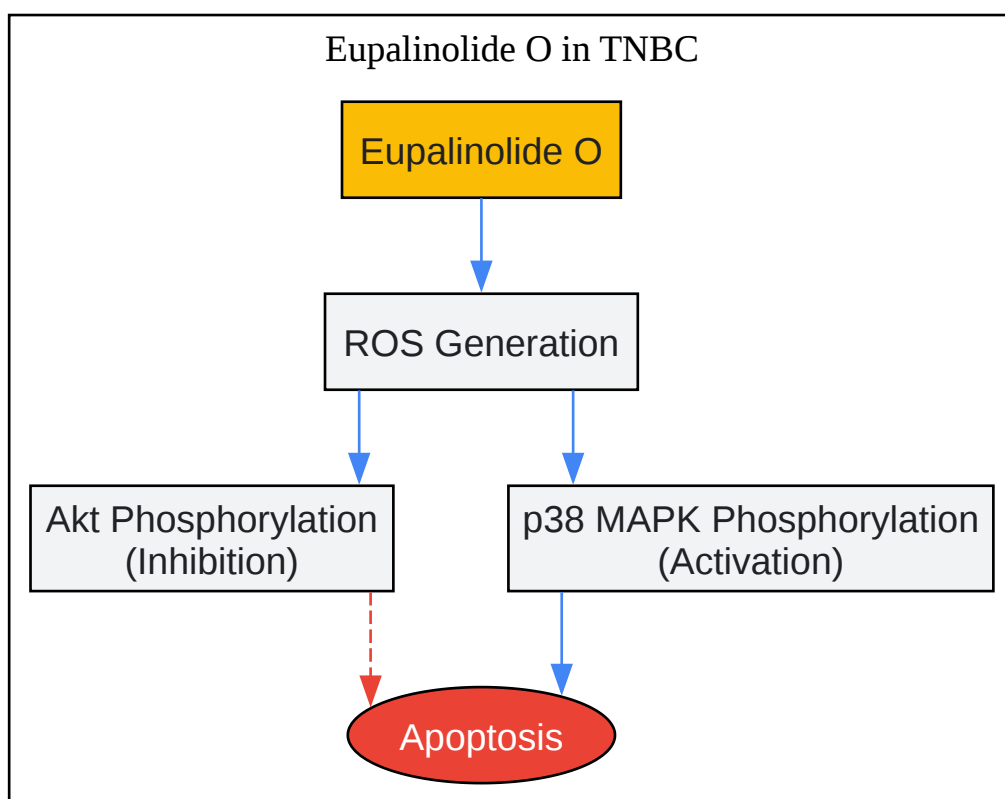 Eupalinolide O in TNBC
Eupalinolide O
ROS Generation
Akt Phosphorylation
(Inhibition)
p38 MAPK Phosphorylation
(Activation)
Apoptosis